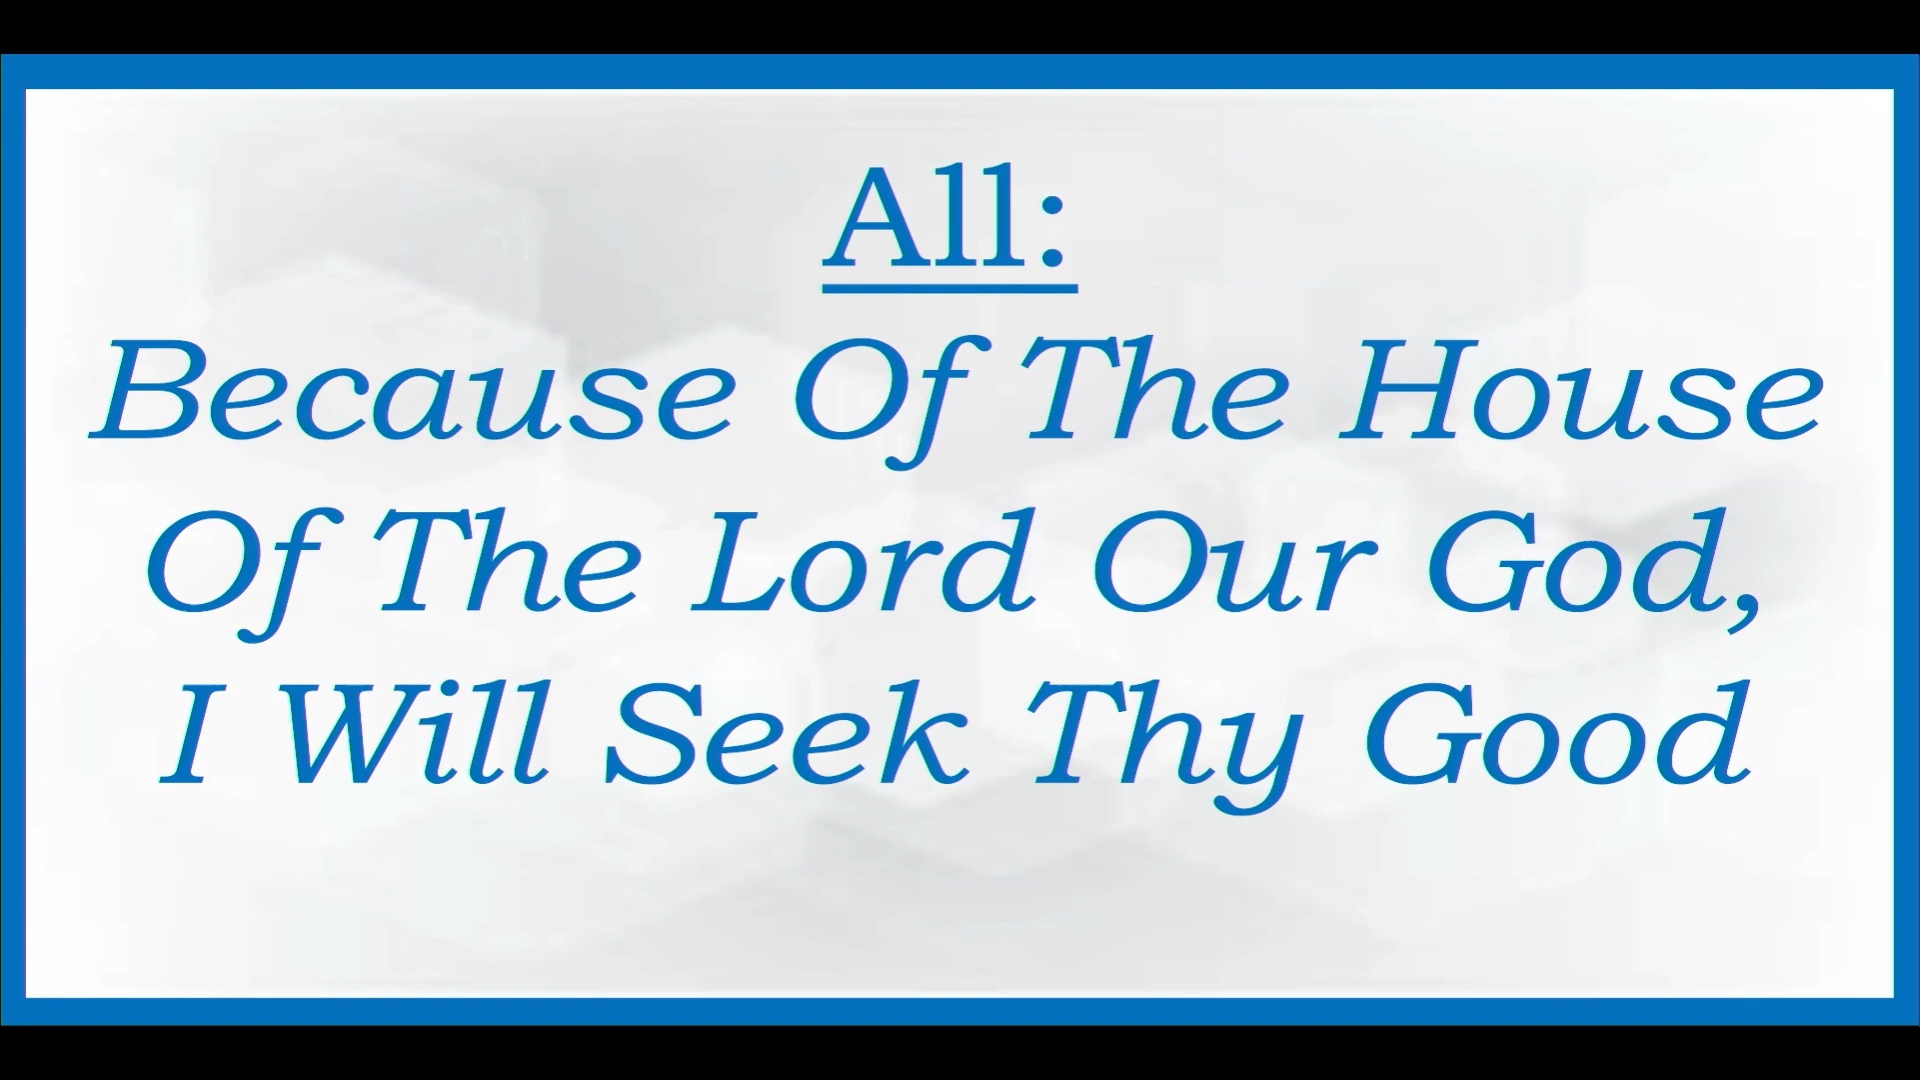 All:
Because Of The House
Of The Lord Our God,
I Will Seek Thy Good